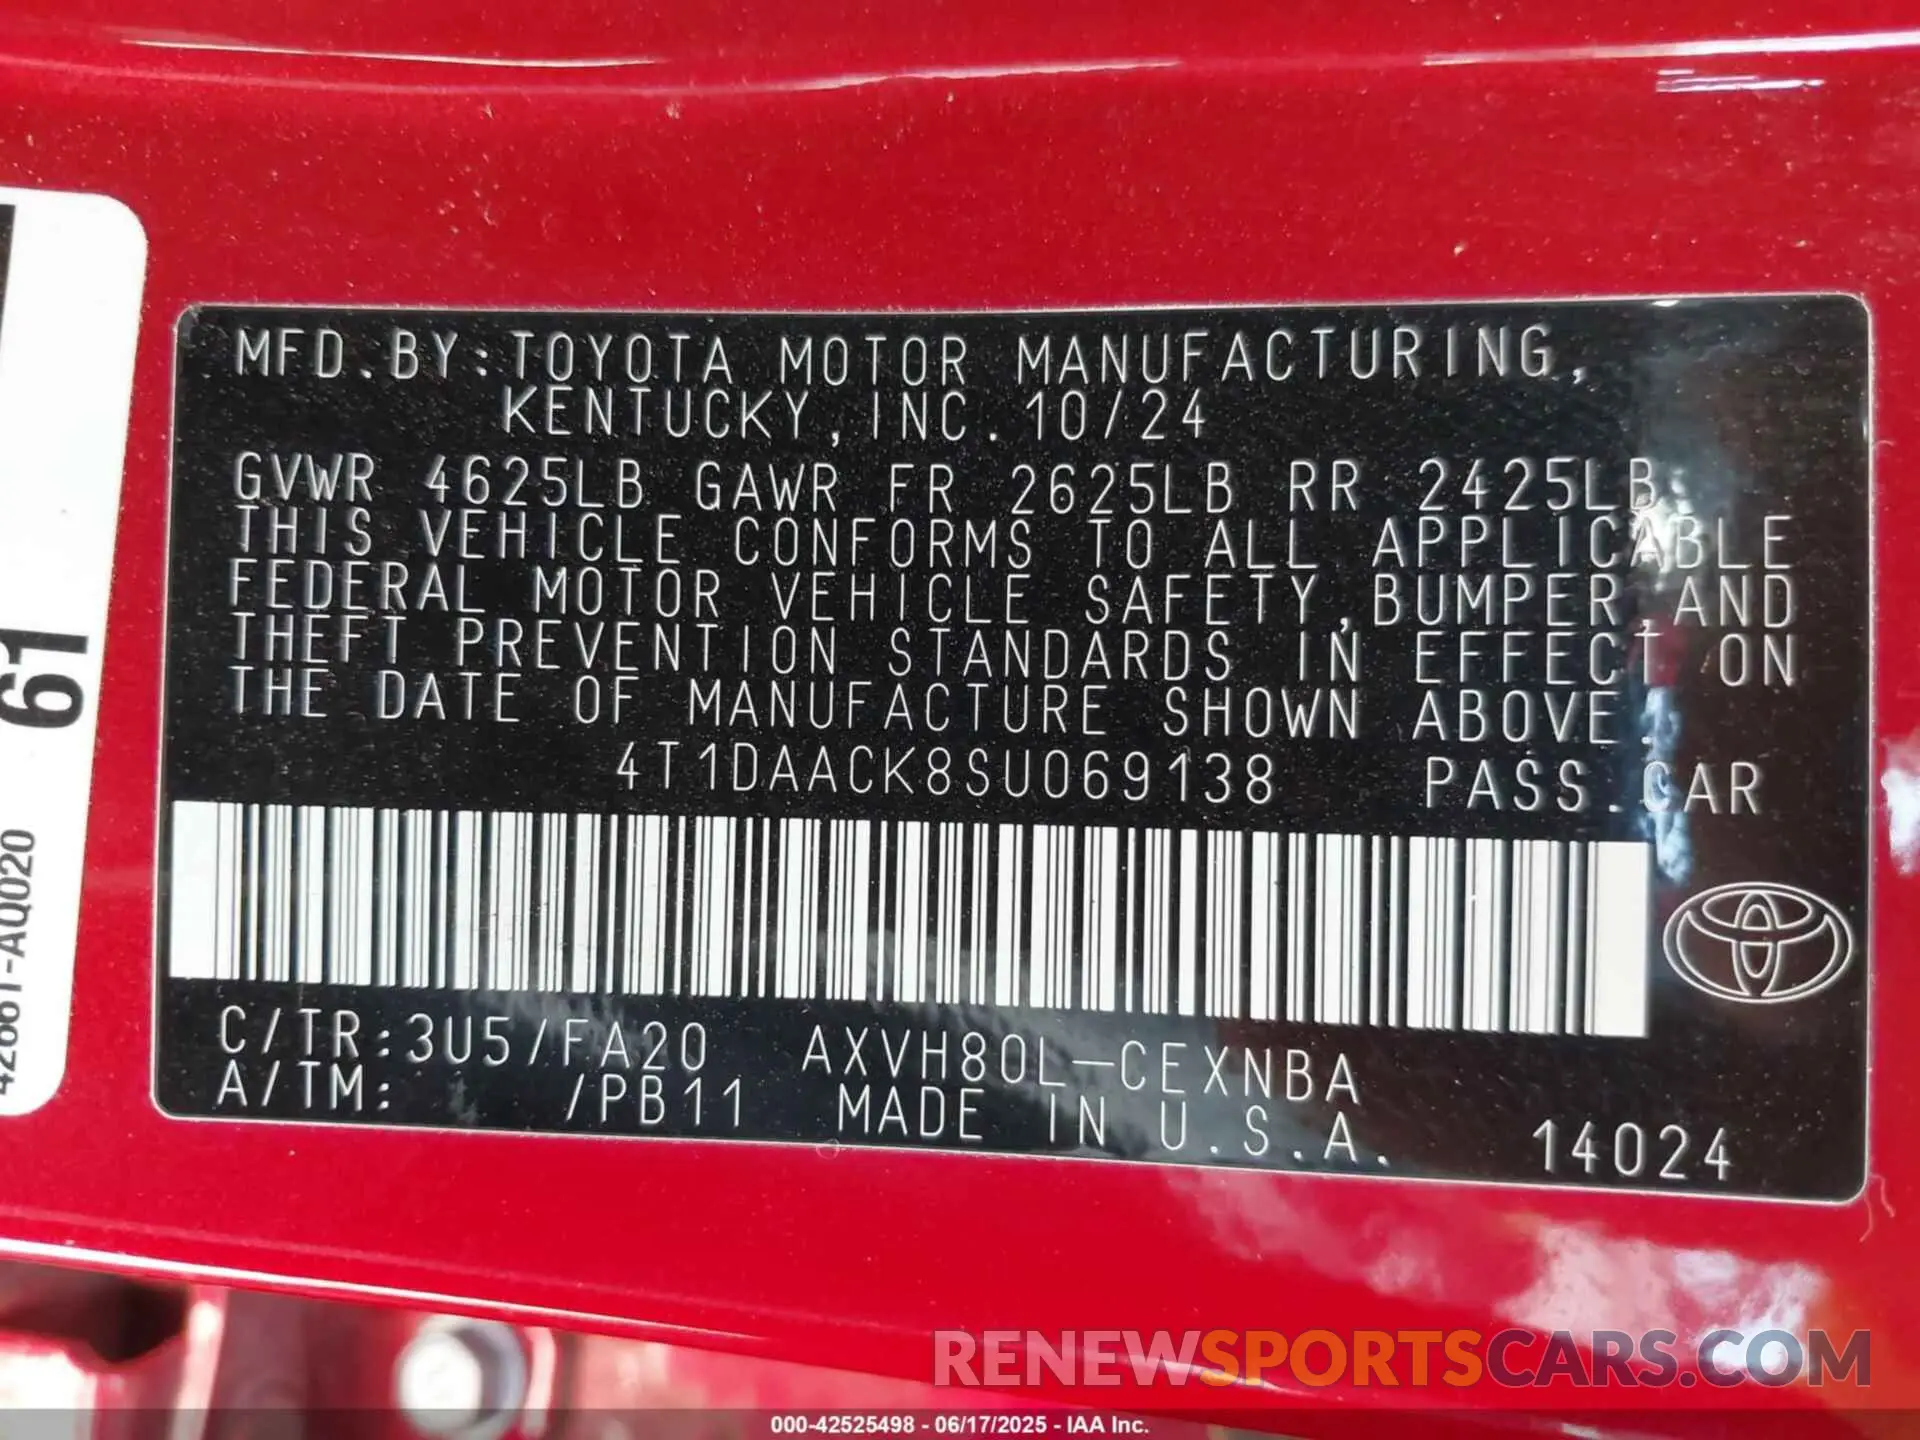 MFD.BY:TOYOTA MOTOR MANUFACTURING,
KENTUCKY,INC.10/24
GVWR 4625LB GAWR FR 2625LB RR 2425LB
THIS VEHICLE CONFORMS TO ALL APPLICABLE
FEDERAL MOTOR VEHICLE SAFETY,BUMPER,AND
THEFT PREVENTION STANDARDS IN EFFECT ON
THE DATE OF MANUFACTURE SHOWN ABOVE.
4T1DAACK8SU069138 PASS.CAR
C/TR:3U5/FA20 AXVH80L-CEXNBA
A/TM: /PB11 MADE IN U.S.A. 14024
61
42661-AQ020
RENEWSPORTSCARS.COM
000-42525498 - 06/17/2025 - IAA Inc.